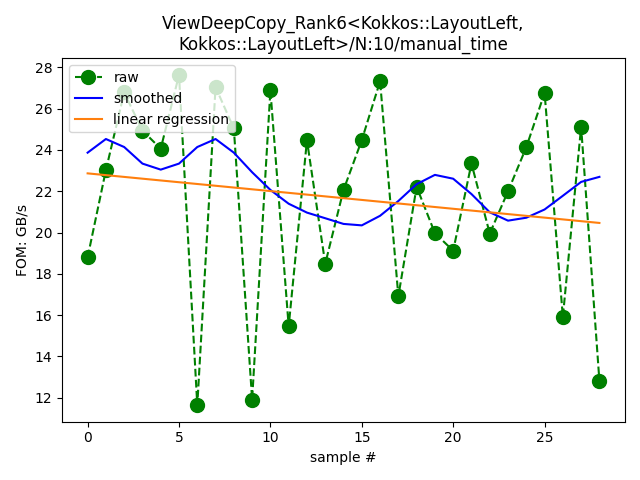 ViewDeepCopy_Rank6<Kokkos::LayoutLeft,
Kokkos::LayoutLeft>/N:10/manual_time
raw
smoothed
linear regression
FOM: GB/s
28
26
24
22
20
18
16
14
12
0
5
10
15
20
25
sample #